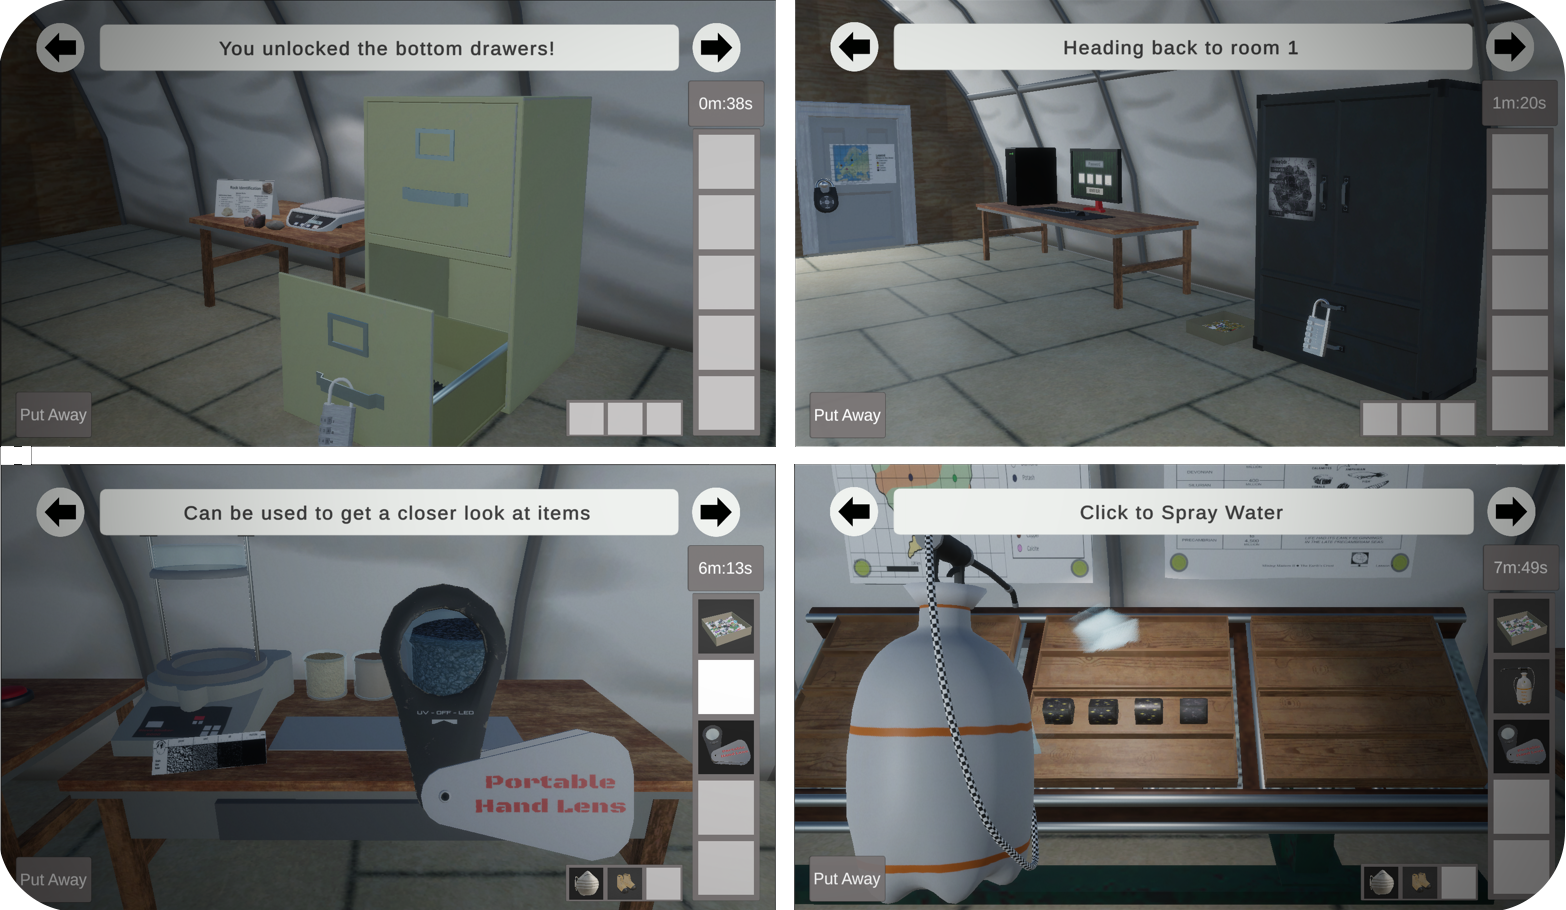 You unlocked the bottom drawers!
0m:38s
Put Away
Heading back to room 1
1m:20s
Put Away
Can be used to get a closer look at items
6m:13s
UV - OFF - LED
Portable
Hand Lens
Put Away
Click to Spray Water
7m:49s
Put Away